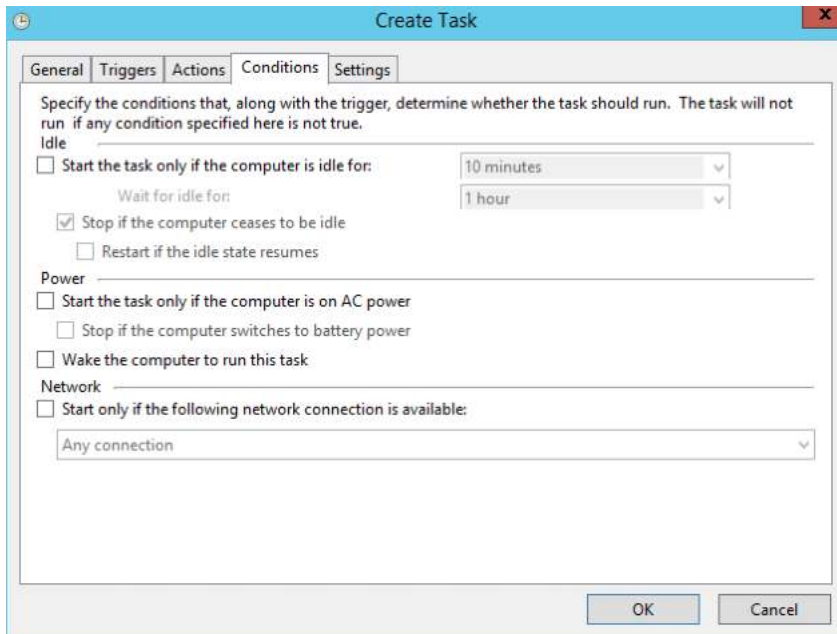 Create Task
x
General Triggers Actions Conditions Settings
Specify the conditions that, along with the trigger, determine whether the task should run. The task will not
run if any condition specified here is not true.
Idle
Start the task only if the computer is idle for: 10 minutes
Wait for idle for: 1 hour
Stop if the computer ceases to be idle
Restart if the idle state resumes
Power
Start the task only if the computer is on AC power
Stop if the computer switches to battery power
Wake the computer to run this task
Network
Start only if the following network connection is available:
Any connection
OK Cancel